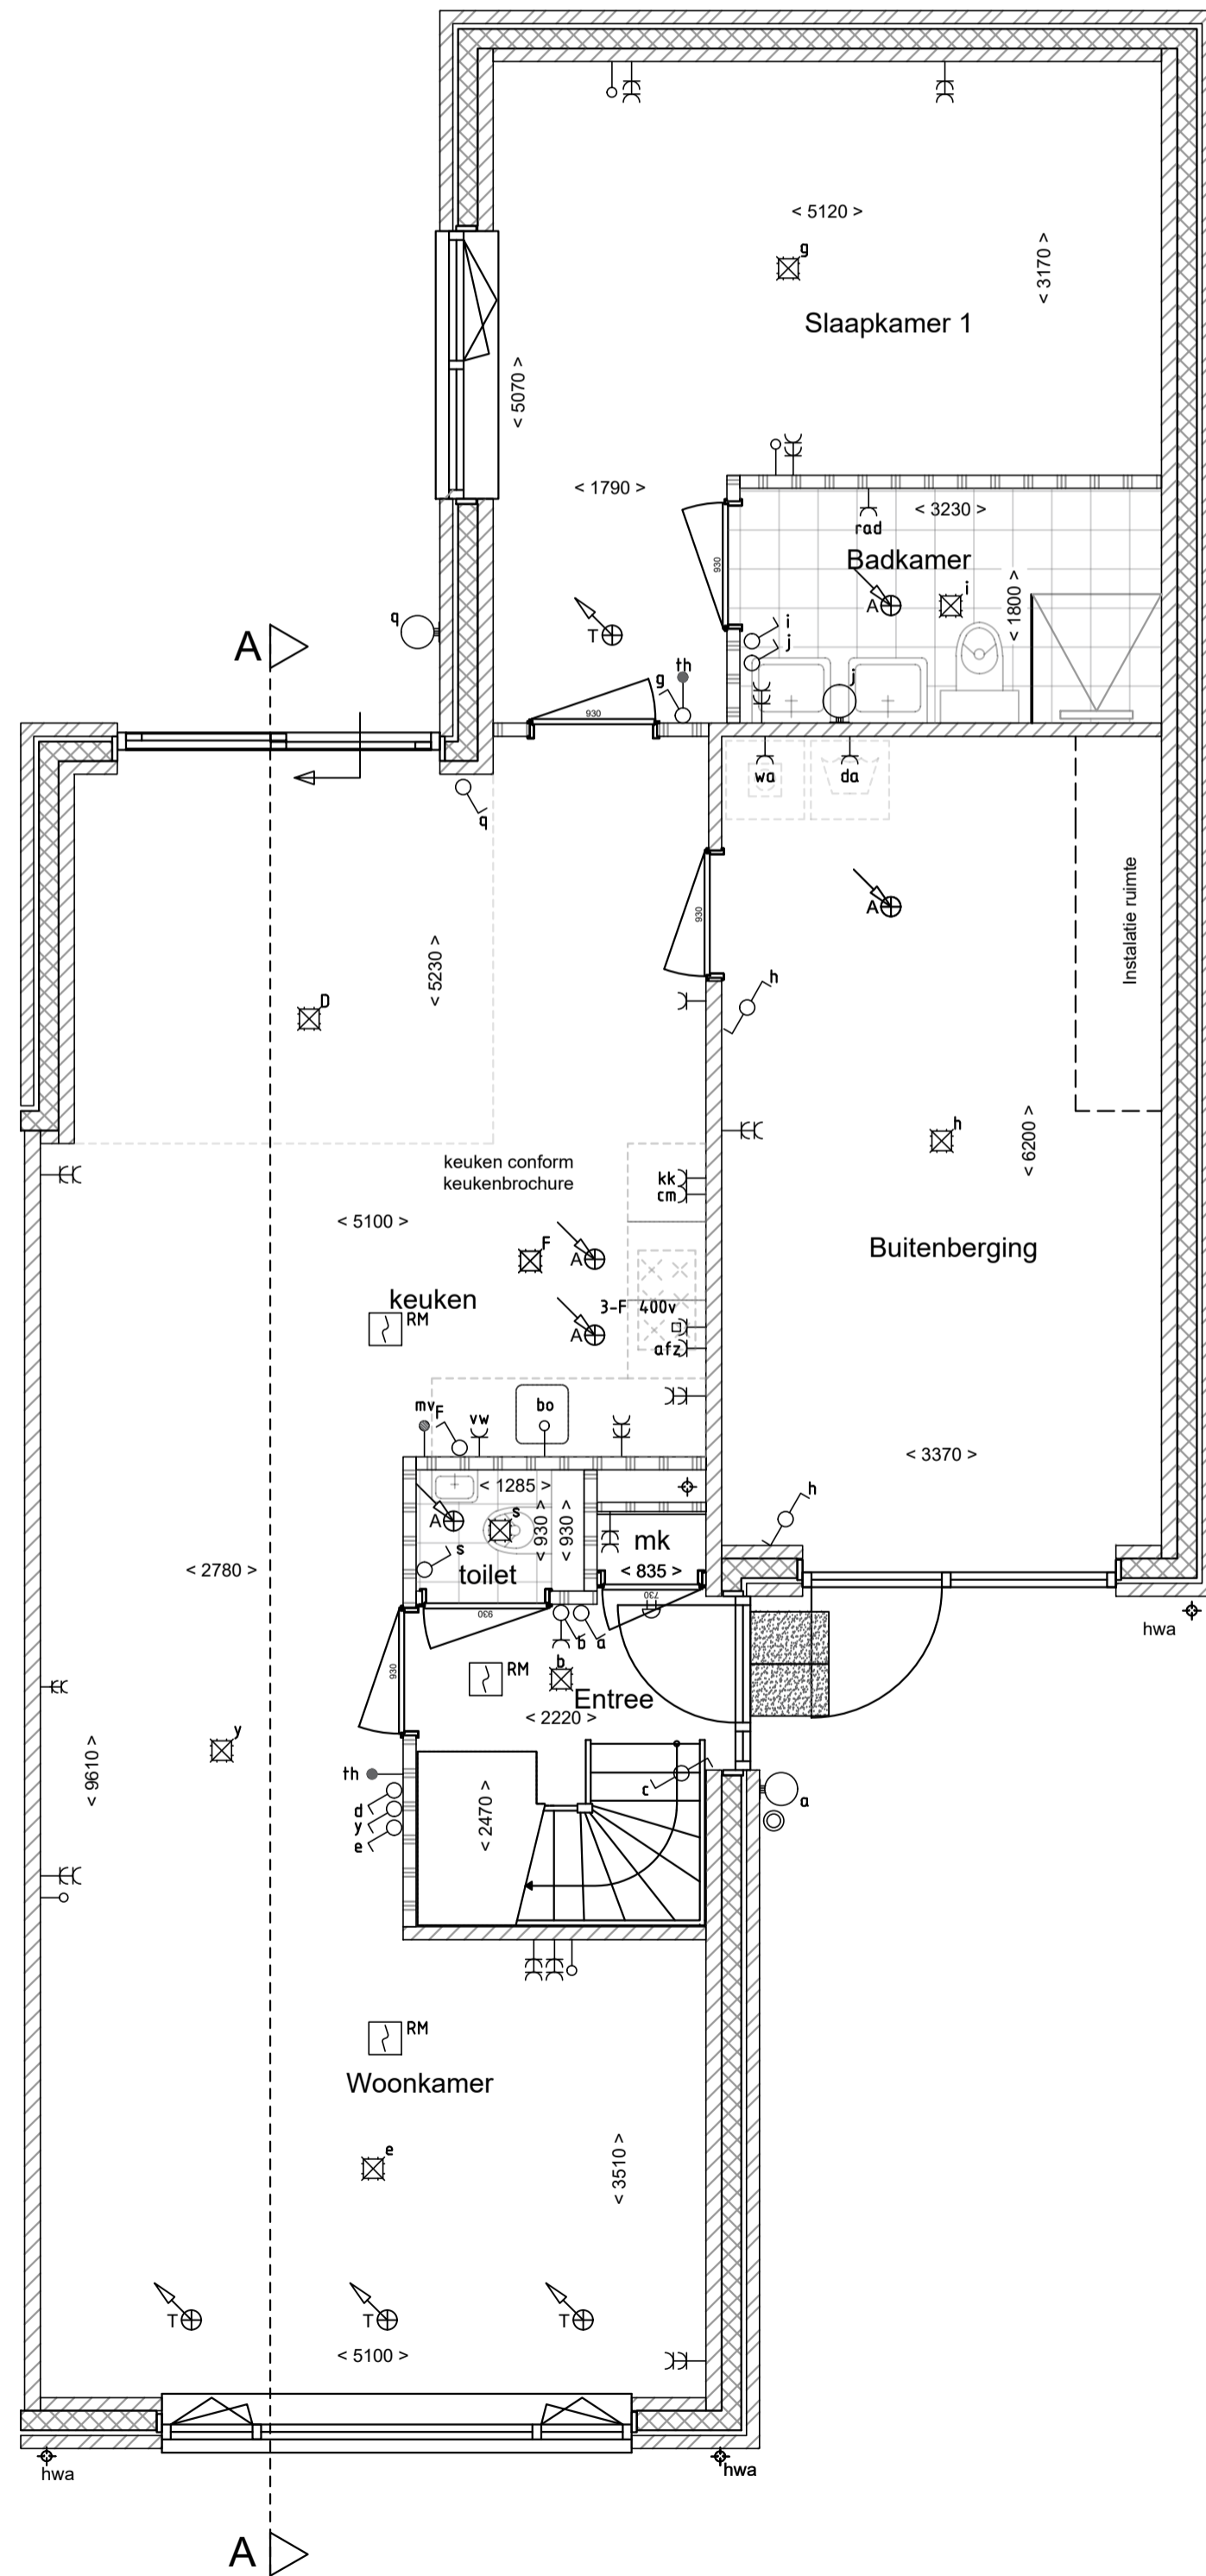 < 5120 >
g
< 3170 >
Slaapkamer 1
< 5070 >
< 1790 >
< 3230 >
rad
930
Badkamer
A
i
< 1800 >
q
i
T
j
A
th
g
j
930
q
wa
da
Instalatie ruimte
930
A
< 5230 >
h
D
h
< 6200 >
keuken conform
keukenbrochure
kk
cm
< 5100 >
F
A
Buitenberging
keuken
3-F 400v
RM
A
afz
mv
F
vw
bo
< 3370 >
< 1285 >
h
A
s
< 930 >
< 930 >
mk
s
toilet
< 835 >
< 2780 >
730
930
hwa
b
a
930
RM
b
Entree
< 2220 >
y
< 9610 >
th
c
a
d
y
e
< 2470 >
RM
Woonkamer
e
< 3510 >
T
T
T
< 5100 >
hwa
hwa
A